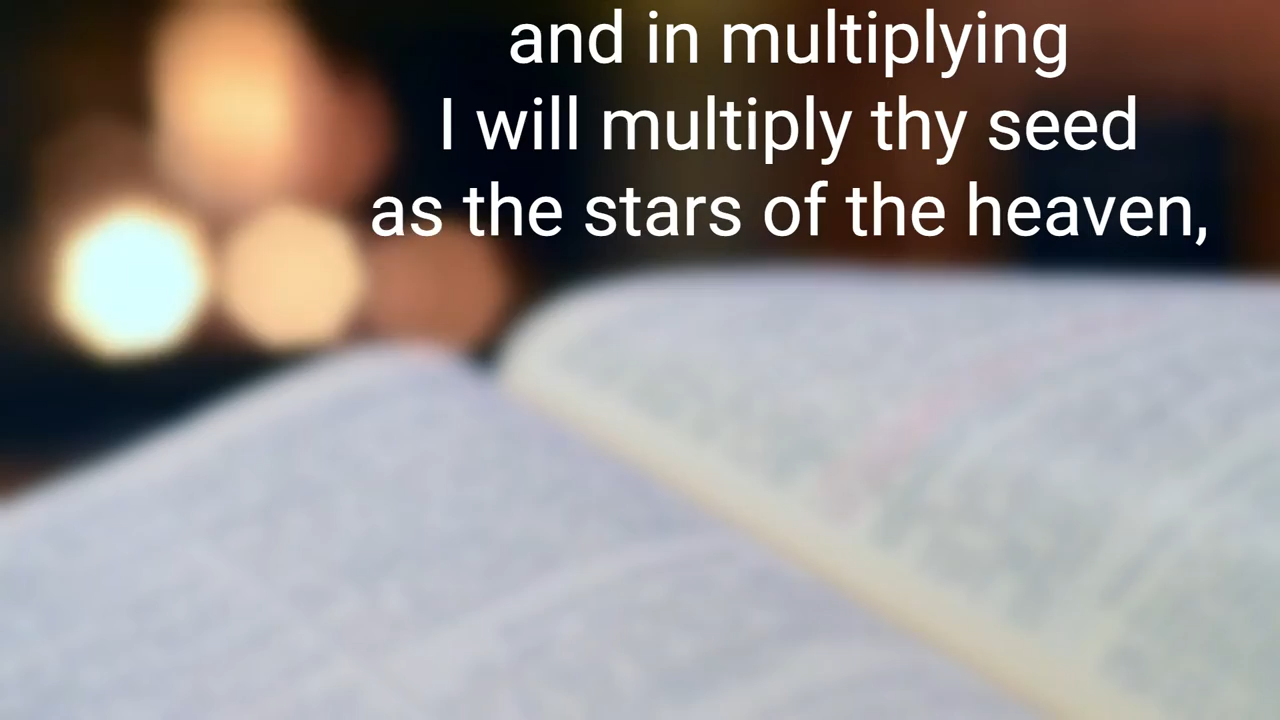 and in multiplying
I will multiply thy seed
as the stars of the heaven,